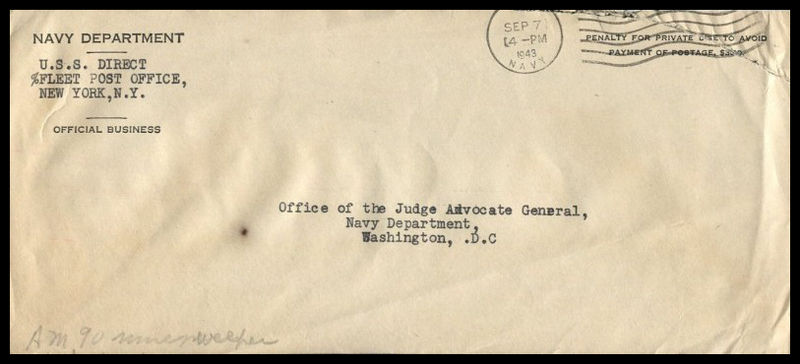 NAVY DEPARTMENT
U.S.S. DIRECT
%FLEET POST OFFICE,
NEW YORK,N.Y.
OFFICIAL BUSINESS
SEP 7
4 -PM
1943
NAVY
PENALTY FOR PRIVATE USE TO AVOID
PAYMENT OF POSTAGE, $300
Office of the Judge Advocate General,
Navy Department,
Washington, .D.C
AM 90 minesweeper